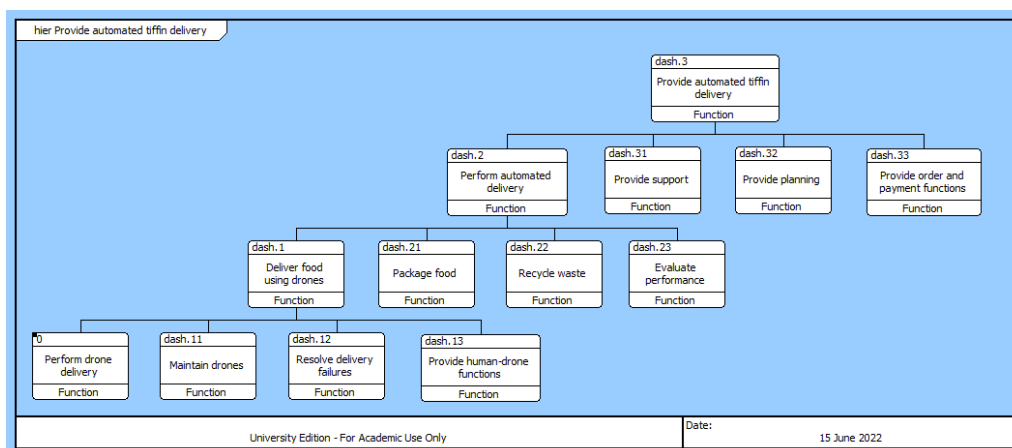 hier Provide automated tiffin delivery
dash.3
Provide automated tiffin
delivery
Function
dash.2
Perform automated
delivery
Function
dash.31
Provide support
Function
dash.32
Provide planning
Function
dash.33
Provide order and
payment functions
Function
dash.1
Deliver food
using drones
Function
dash.21
Package food
Function
dash.22
Recycle waste
Function
dash.23
Evaluate
performance
Function
0
Perform drone
delivery
Function
dash.11
Maintain drones
Function
dash.12
Resolve delivery
failures
Function
dash.13
Provide human-drone
functions
Function
University Edition - For Academic Use Only
Date:
15 June 2022